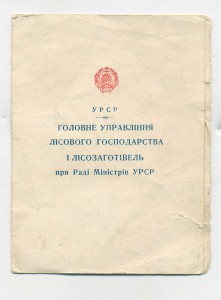 УРСР
ГОЛОВНЕ УПРАВЛІННЯ
ЛІСОВОГО ГОСПОДАРСТВА
І ЛІСОЗАГОТІВЕЛЬ
при Раді Міністрів УРСР